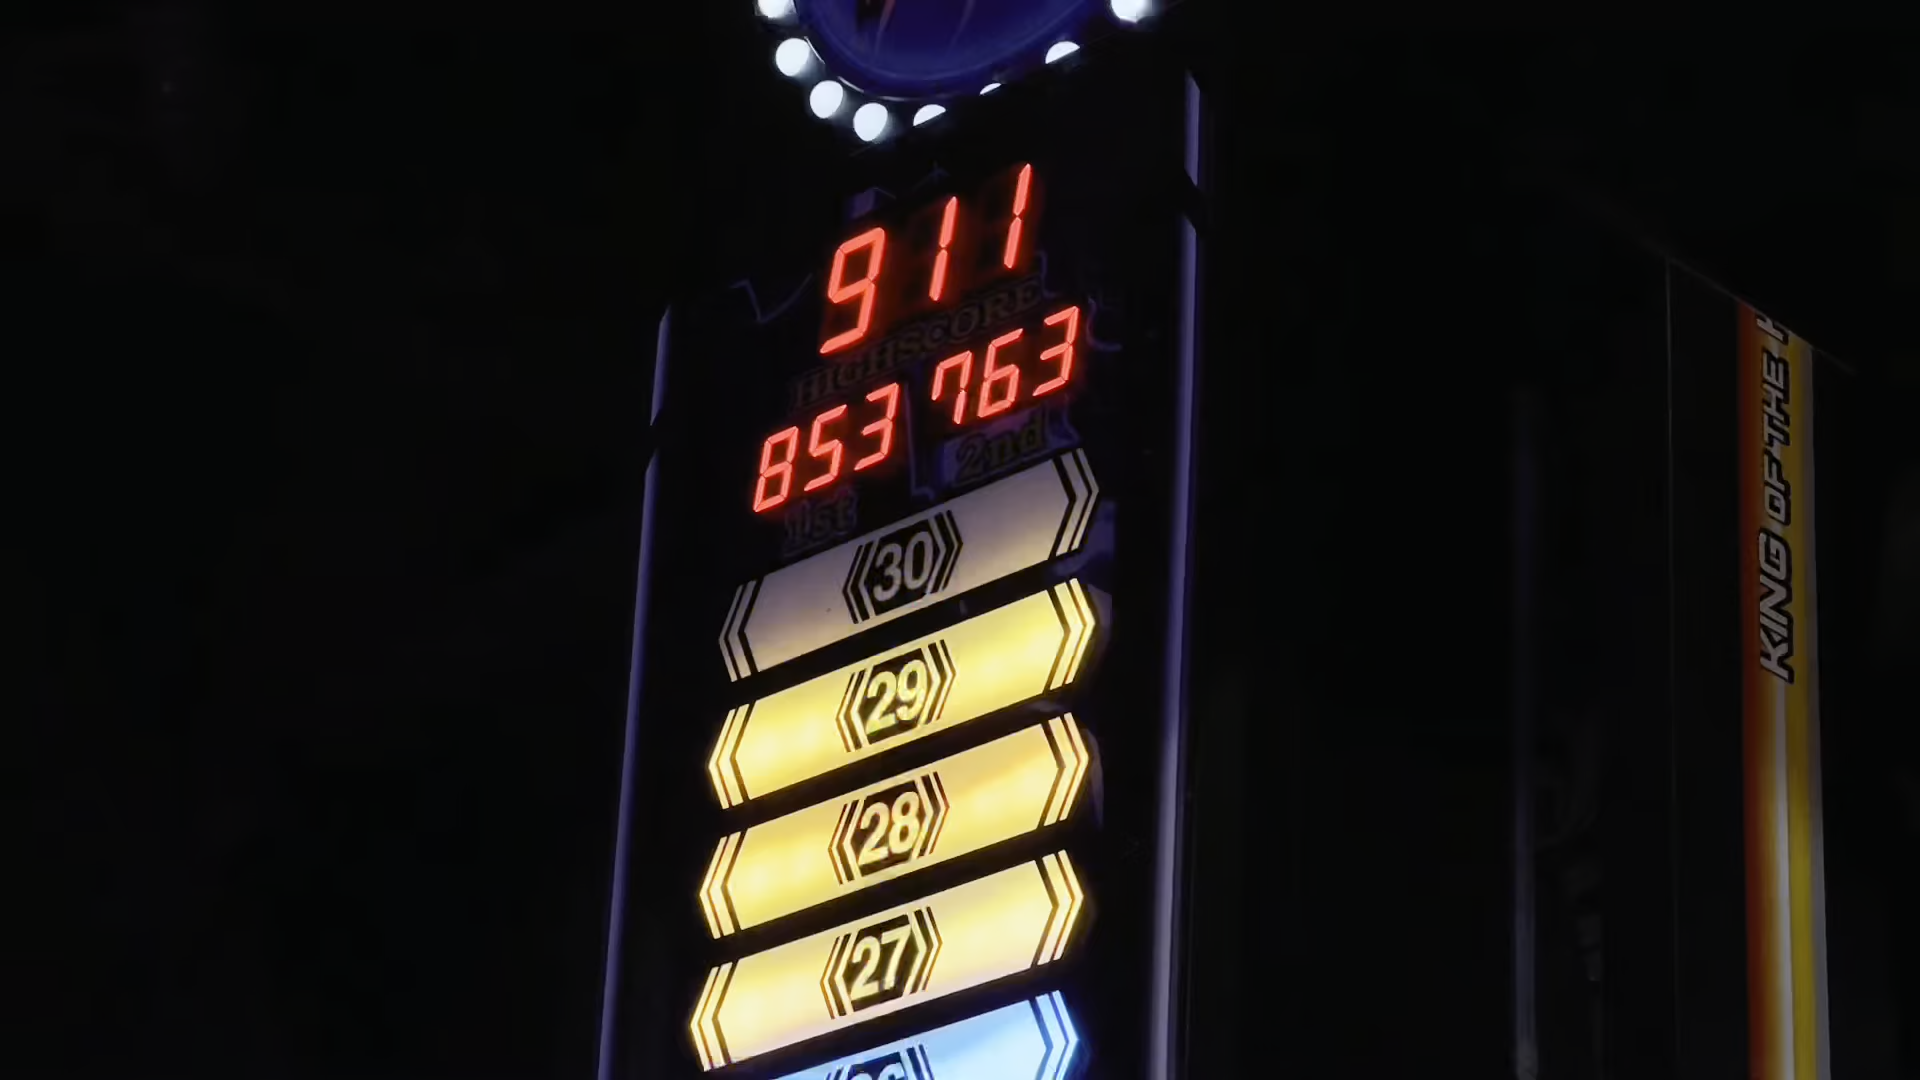 911
HIGHSCORE
853 763
1st 2nd
30
29
28
27
KING OF THE